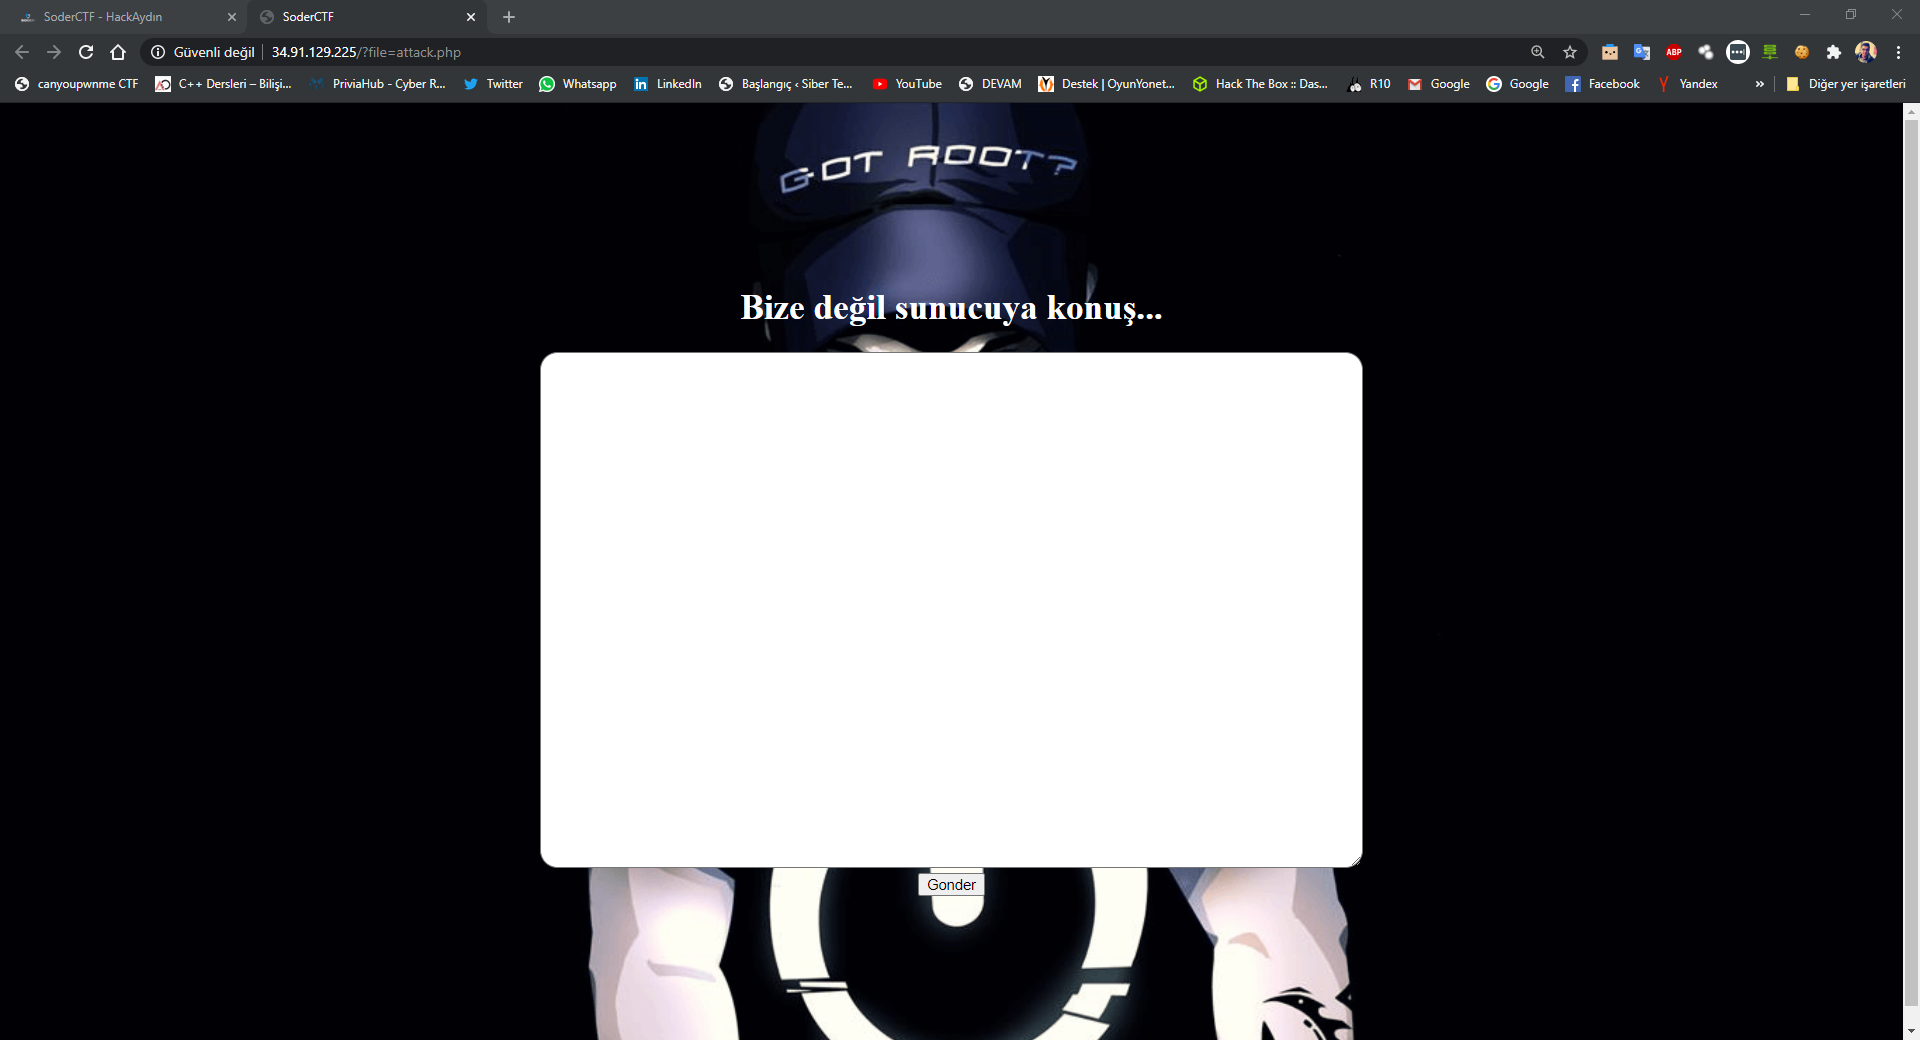 SoderCTF - HackAydın
SoderCTF
Güvenli değil 34.91.129.225/?file=attack.php
ABP
canyoupwnme CTF C++ Dersleri – Bilişi... PriviaHub - Cyber R... Twitter Whatsapp LinkedIn Başlangıç ‹ Siber Te... YouTube DEVAM Destek | OyunYonet... Hack The Box :: Das... R10 Google Google Facebook Yandex » Diğer yer işaretleri
GOT ROOT?
Bize değil sunucuya konuş...
Gonder